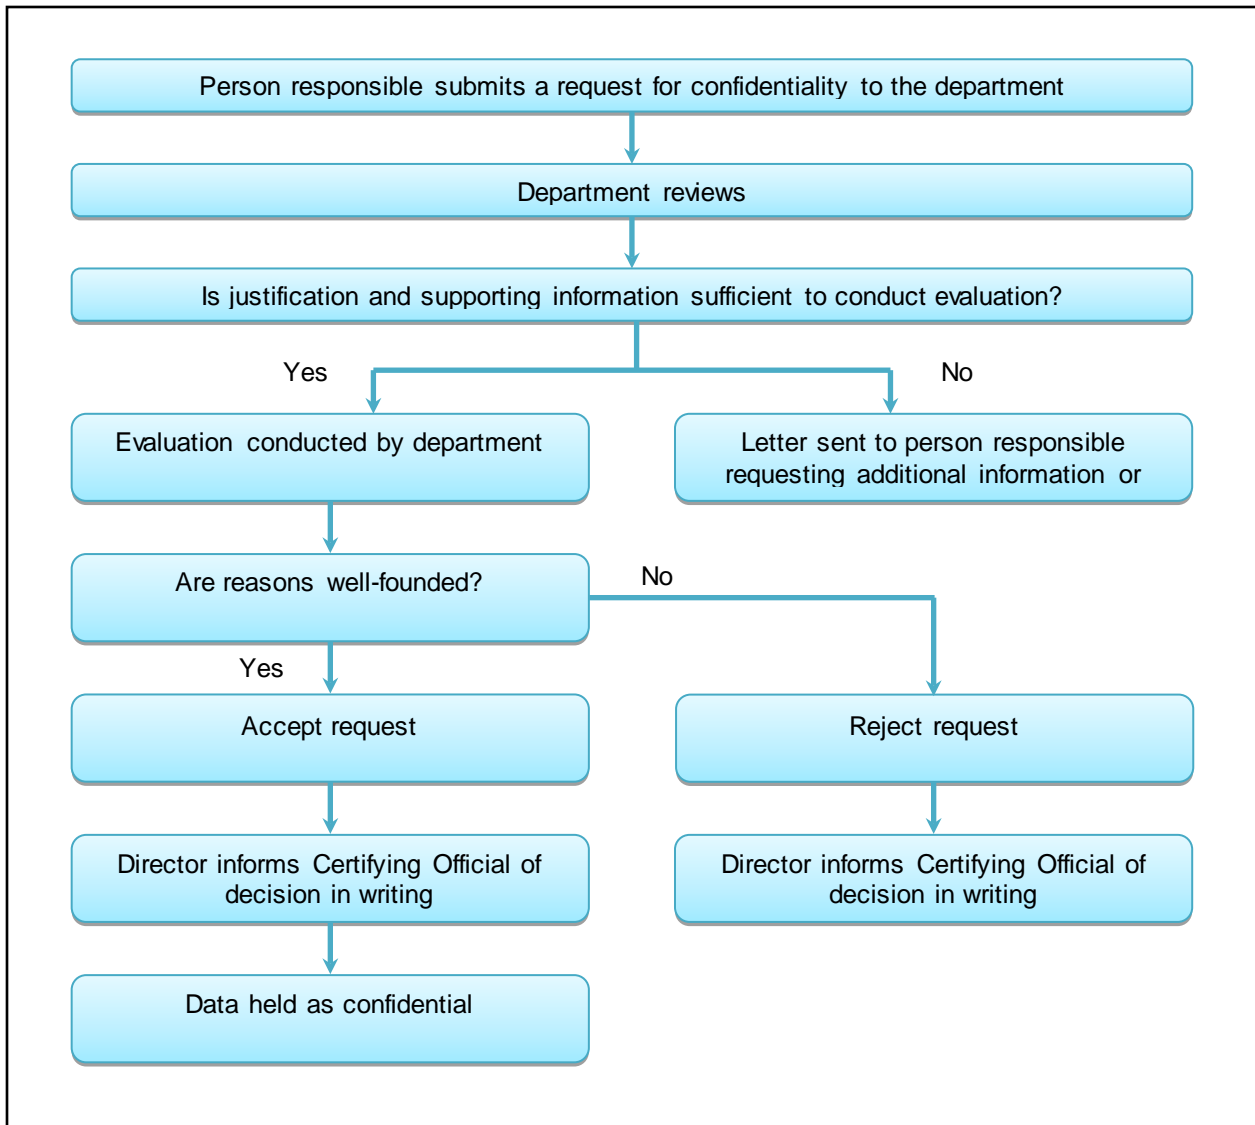 Person responsible submits a request for confidentiality to the department
Department reviews
Is justification and supporting information sufficient to conduct evaluation?
Yes
No
Evaluation conducted by department
Letter sent to person responsible
requesting additional information or
Are reasons well-founded?
No
Yes
Accept request
Reject request
Director informs Certifying Official of
decision in writing
Director informs Certifying Official of
decision in writing
Data held as confidential